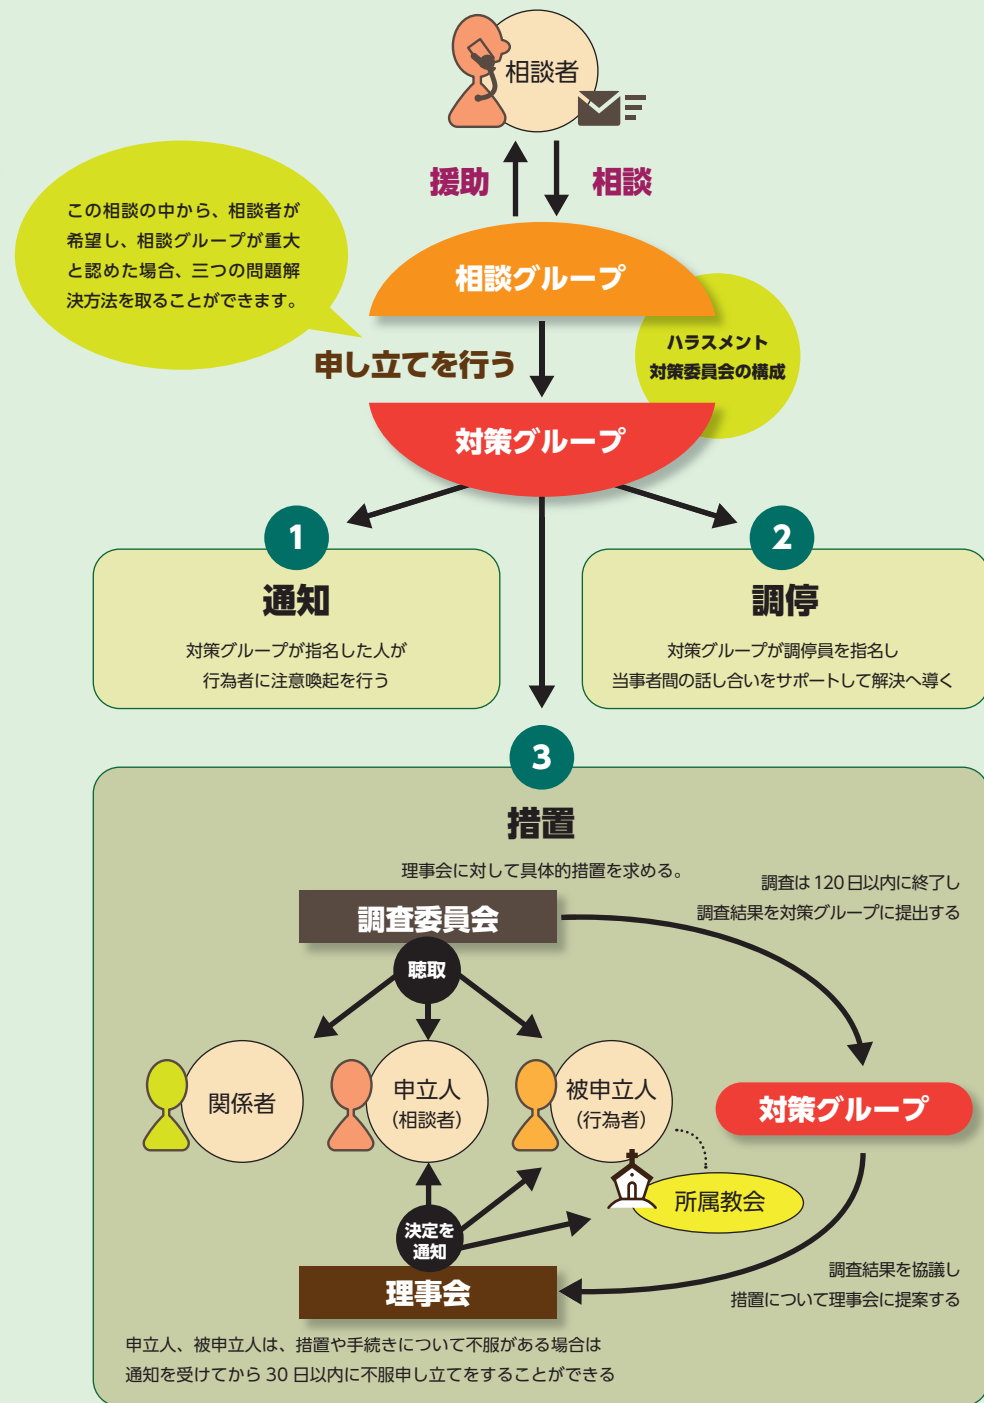 相談者
援助
相談
この相談の中から、相談者が
希望し、相談グループが重大
と認めた場合、三つの問題解
決方法を取ることができます。
相談グループ
ハラスメント
対策委員会の構成
申し立てを行う
対策グループ
1
通知
対策グループが指名した人が
行為者に注意喚起を行う
2
調停
対策グループが調停員を指名し
当事者間の話し合いをサポートして解決へ導く
3
措置
理事会に対して具体的措置を求める。
調査は120日以内に終了し
調査結果を対策グループに提出する
調査委員会
聴取
関係者
申立人
(相談者)
被申立人
(行為者)
対策グループ
所属教会
決定を
通知
理事会
調査結果を協議し
措置について理事会に提案する
申立人、被申立人は、措置や手続きについて不服がある場合は
通知を受けてから30日以内に不服申し立てをすることができる